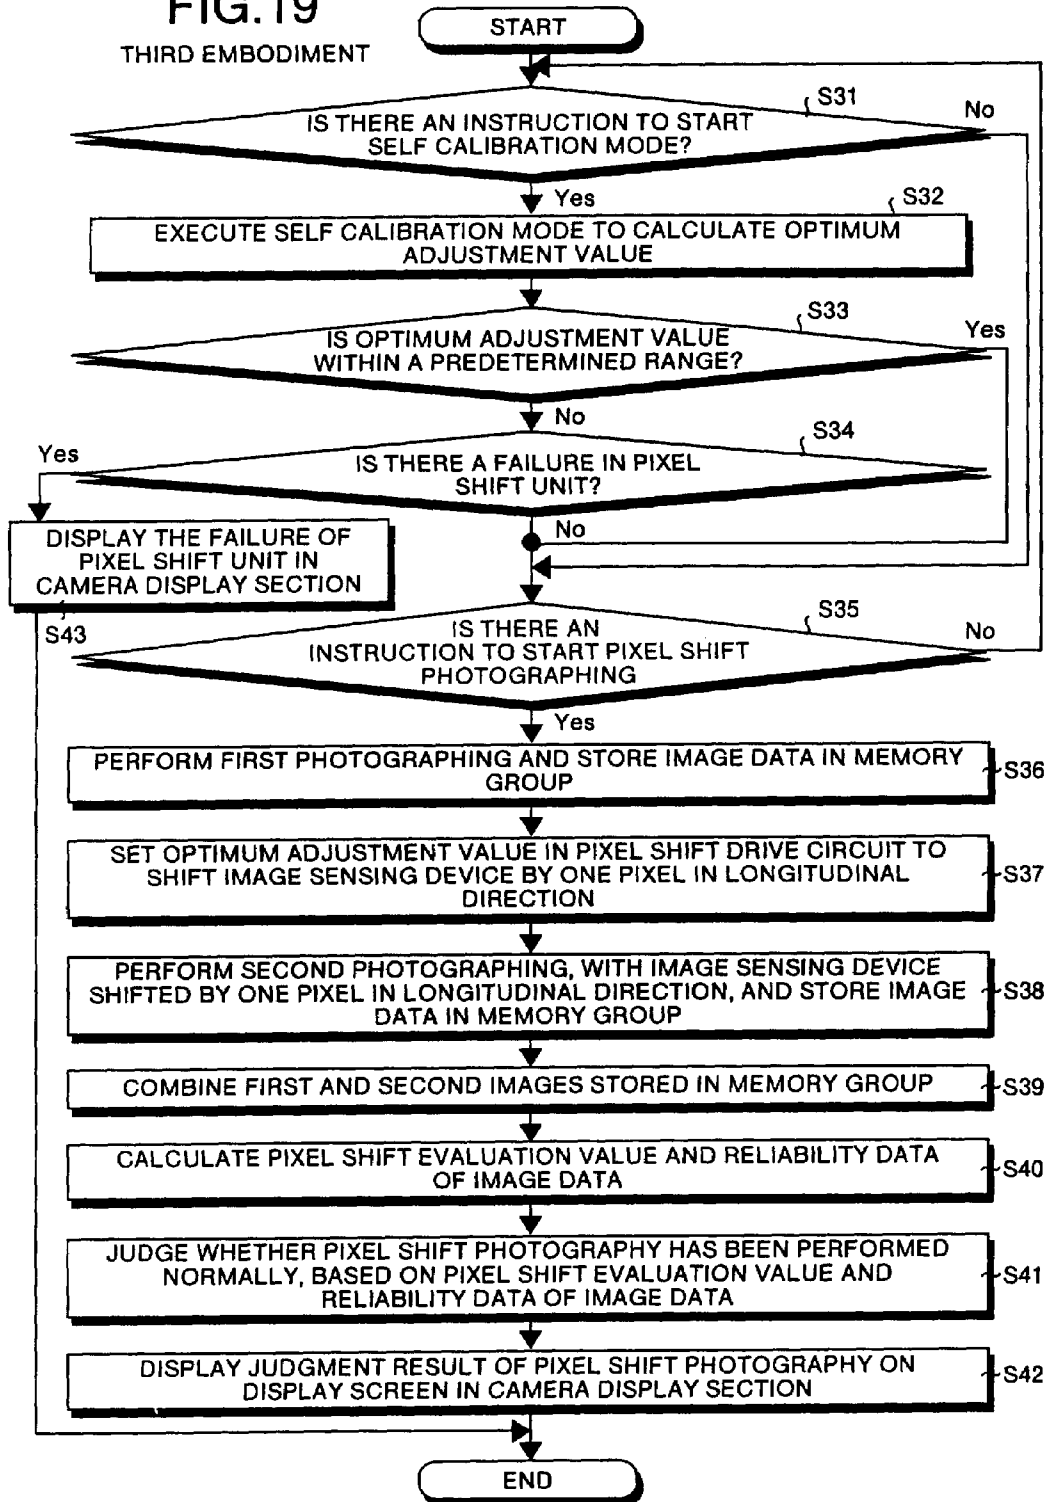 FIG.19
THIRD EMBODIMENT
START
S31
IS THERE AN INSTRUCTION TO START
SELF CALIBRATION MODE?
No
Yes
S32
EXECUTE SELF CALIBRATION MODE TO CALCULATE OPTIMUM
ADJUSTMENT VALUE
S33
IS OPTIMUM ADJUSTMENT VALUE
WITHIN A PREDETERMINED RANGE?
Yes
No
S34
IS THERE A FAILURE IN PIXEL
SHIFT UNIT?
Yes
No
DISPLAY THE FAILURE OF
PIXEL SHIFT UNIT IN
CAMERA DISPLAY SECTION
S43
S35
IS THERE AN
INSTRUCTION TO START PIXEL SHIFT
PHOTOGRAPHING
No
Yes
PERFORM FIRST PHOTOGRAPHING AND STORE IMAGE DATA IN MEMORY
GROUP
S36
SET OPTIMUM ADJUSTMENT VALUE IN PIXEL SHIFT DRIVE CIRCUIT TO
SHIFT IMAGE SENSING DEVICE BY ONE PIXEL IN LONGITUDINAL
DIRECTION
S37
PERFORM SECOND PHOTOGRAPHING, WITH IMAGE SENSING DEVICE
SHIFTED BY ONE PIXEL IN LONGITUDINAL DIRECTION, AND STORE IMAGE
DATA IN MEMORY GROUP
S38
COMBINE FIRST AND SECOND IMAGES STORED IN MEMORY GROUP
S39
CALCULATE PIXEL SHIFT EVALUATION VALUE AND RELIABILITY DATA
OF IMAGE DATA
S40
JUDGE WHETHER PIXEL SHIFT PHOTOGRAPHY HAS BEEN PERFORMED
NORMALLY, BASED ON PIXEL SHIFT EVALUATION VALUE AND
RELIABILITY DATA OF IMAGE DATA
S41
DISPLAY JUDGMENT RESULT OF PIXEL SHIFT PHOTOGRAPHY ON
DISPLAY SCREEN IN CAMERA DISPLAY SECTION
S42
END